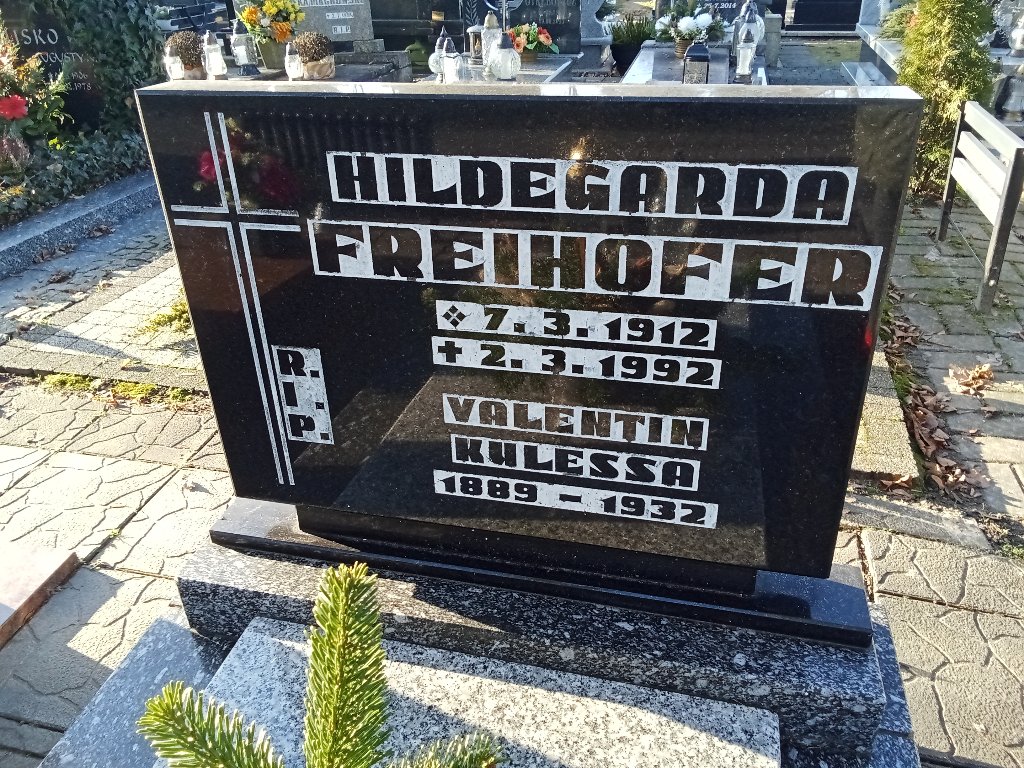 HILDEGARDA
FREIHOFER
❖ 7. 3. 1912
+ 2. 3. 1992
R.
I.
P.
VALENTIN
KULESSA
1889 - 1932